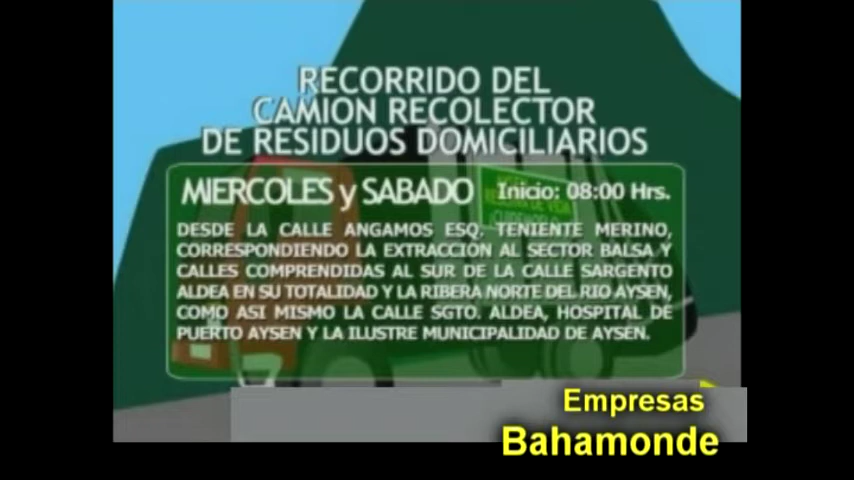 RECORRIDO DEL
CAMION RECOLECTOR
DE RESIDUOS DOMICILIARIOS
MIERCOLES y SABADO Inicio: 08:00 Hrs.
DESDE LA CALLE ANGAMOS ESQ. TENIENTE MERINO,
CORRESPONDIENDO LA EXTRACCIÓN AL SECTOR BALSA Y
CALLES COMPRENDIDAS AL SUR DE LA CALLE SARGENTO
ALDEA EN SU TOTALIDAD Y LA RIBERA NORTE DEL RIO AYSEN,
COMO ASI MISMO LA CALLE SGTO. ALDEA, HOSPITAL DE
PUERTO AYSEN Y LA ILUSTRE MUNICIPALIDAD DE AYSEN.
Empresas
Bahamonde